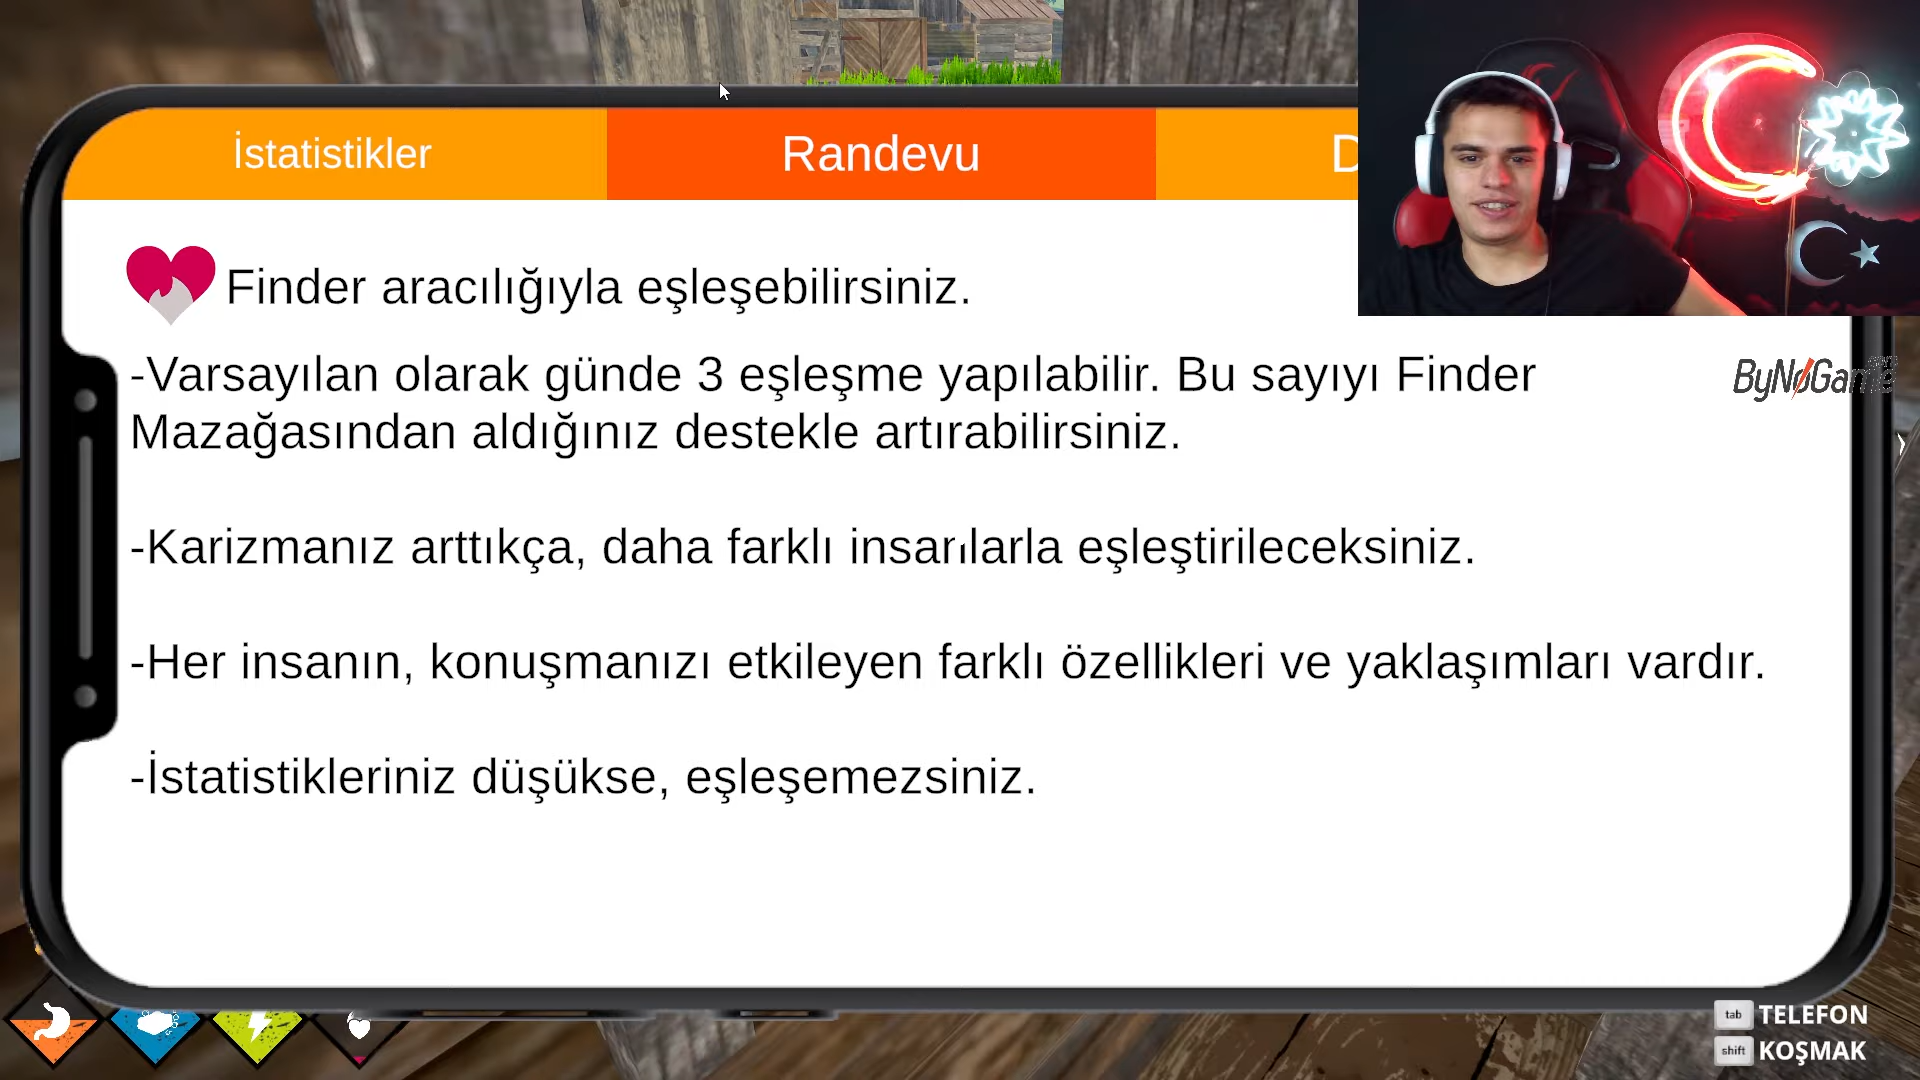 İstatistikler
Randevu
D
Finder aracılığıyla eşleşebilirsiniz.
-Varsayılan olarak günde 3 eşleşme yapılabilir. Bu sayıyı Finder
Mazağasından aldığınız destekle artırabilirsiniz.
-Karizmanız arttıkça, daha farklı insanlarla eşleştirileceksiniz.
-Her insanın, konuşmanızı etkileyen farklı özellikleri ve yaklaşımları vardır.
-İstatistikleriniz düşükse, eşleşemezsiniz.
ByNoGame
tab TELEFON
shift KOŞMAK